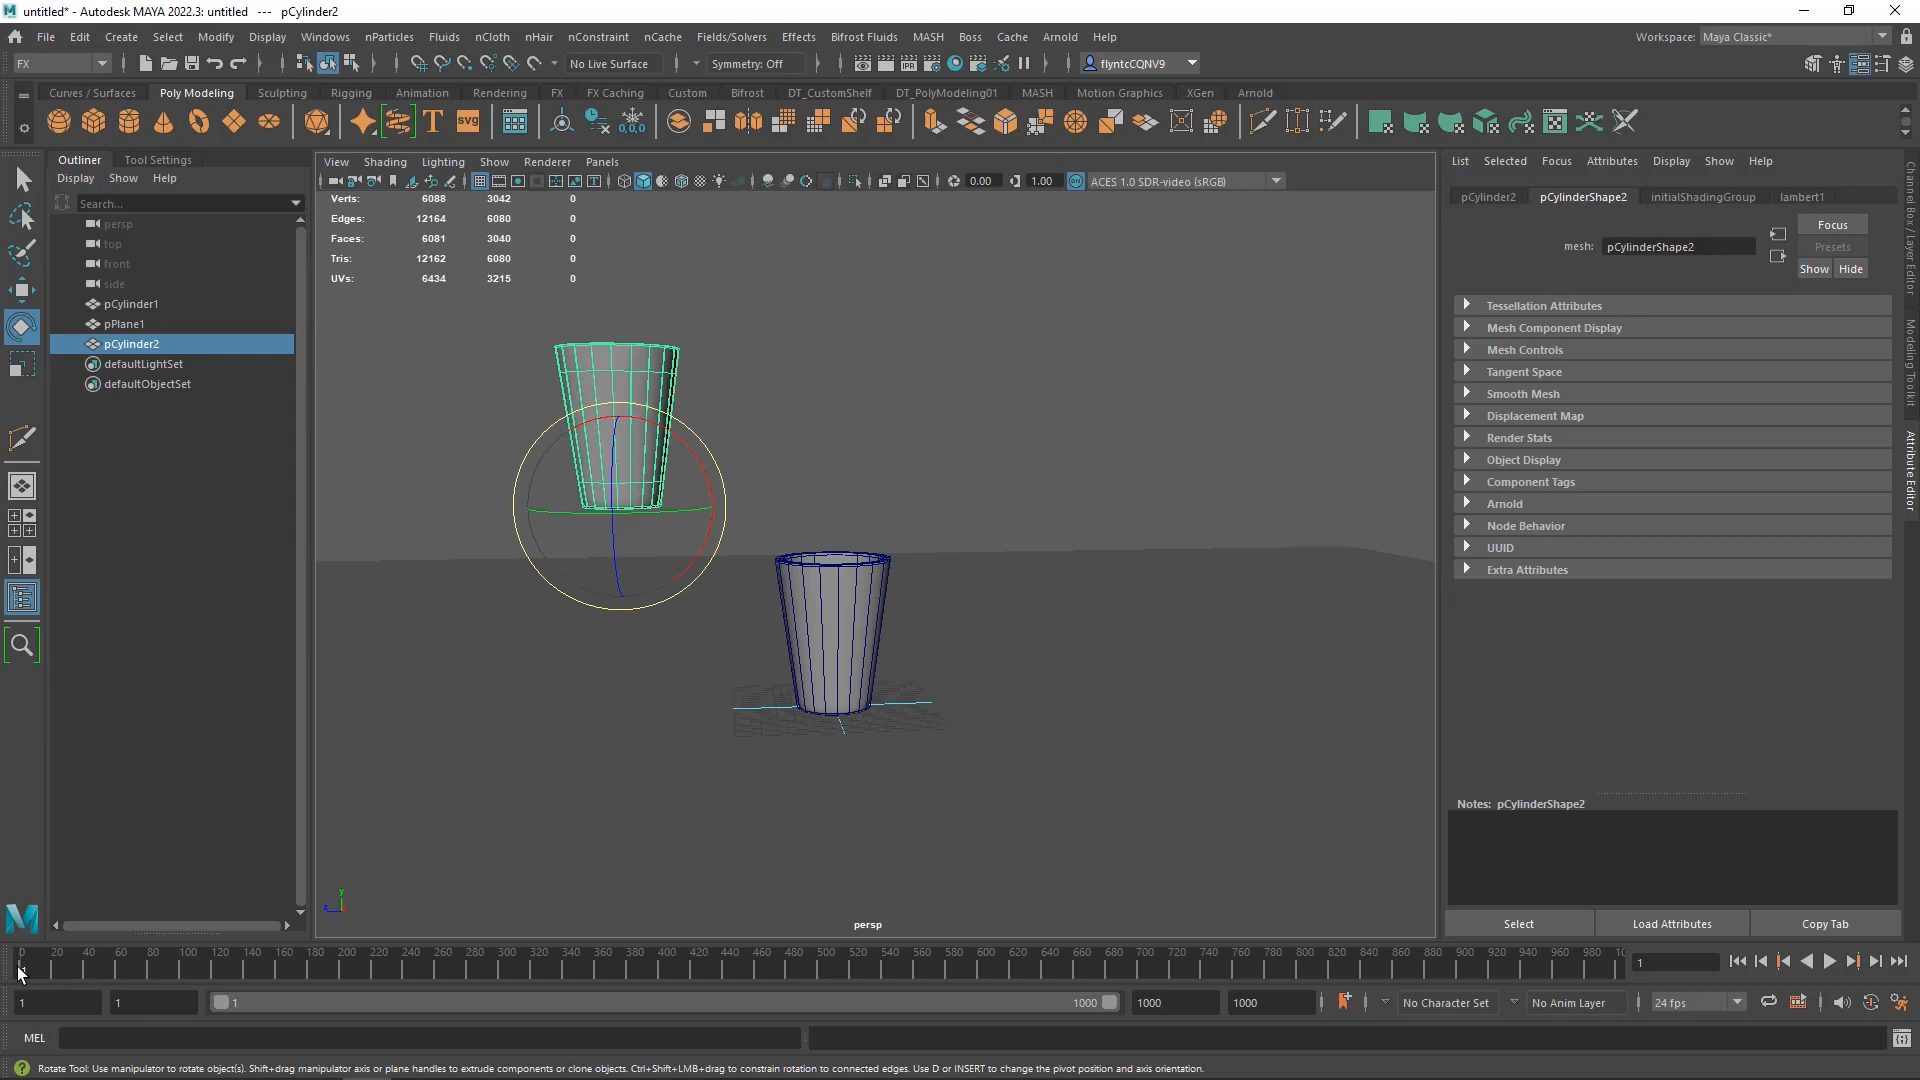 untitled* - Autodesk MAYA 2022.3: untitled --- pCylinder2
File Edit Create Select Modify Display Windows nParticles Fluids nCloth nHair nConstraint nCache Fields/Solvers Effects Bifrost Fluids MASH Boss Cache Arnold Help Workspace: Maya Classic*
FX No Live Surface Symmetry: Off flyntcCQNV9
Curves / Surfaces Poly Modeling Sculpting Rigging Animation Rendering FX FX Caching Custom Bifrost DT_CustomShelf DT_PolyModeling01 MASH Motion Graphics XGen Arnold
T SVG 0,0,0
Outliner Tool Settings
Display Show Help
Search...
persp
top
front
side
pCylinder1
pPlane1
pCylinder2
defaultLightSet
defaultObjectSet
View Shading Lighting Show Renderer Panels
0.00 1.00 ACES 1.0 SDR-video (sRGB)
Verts: 6088 3042 0
Edges: 12164 6080 0
Faces: 6081 3040 0
Tris: 12162 6080 0
UVs: 6434 3215 0
y
z
persp
List Selected Focus Attributes Display Show Help
pCylinder2 pCylinderShape2 initialShadingGroup lambert1
mesh: pCylinderShape2
Focus
Presets
Show Hide
Tessellation Attributes
Mesh Component Display
Mesh Controls
Tangent Space
Smooth Mesh
Displacement Map
Render Stats
Object Display
Component Tags
Arnold
Node Behavior
UUID
Extra Attributes
Notes: pCylinderShape2
Select Load Attributes Copy Tab
Channel Box / Layer Editor
Modeling Toolkit
Attribute Editor
0 20 40 60 80 100 120 140 160 180 200 220 240 260 280 300 320 340 360 380 400 420 440 460 480 500 520 540 560 580 600 620 640 660 680 700 720 740 760 780 800 820 840 860 880 900 920 940 960 980 10
1
1 1 1 1000 1000 1000 No Character Set No Anim Layer 24 fps
MEL
Rotate Tool: Use manipulator to rotate object(s). Shift+drag manipulator axis or plane handles to extrude components or clone objects. Ctrl+Shift+LMB+drag to constrain rotation to connected edges. Use D or INSERT to change the pivot position and axis orientation.